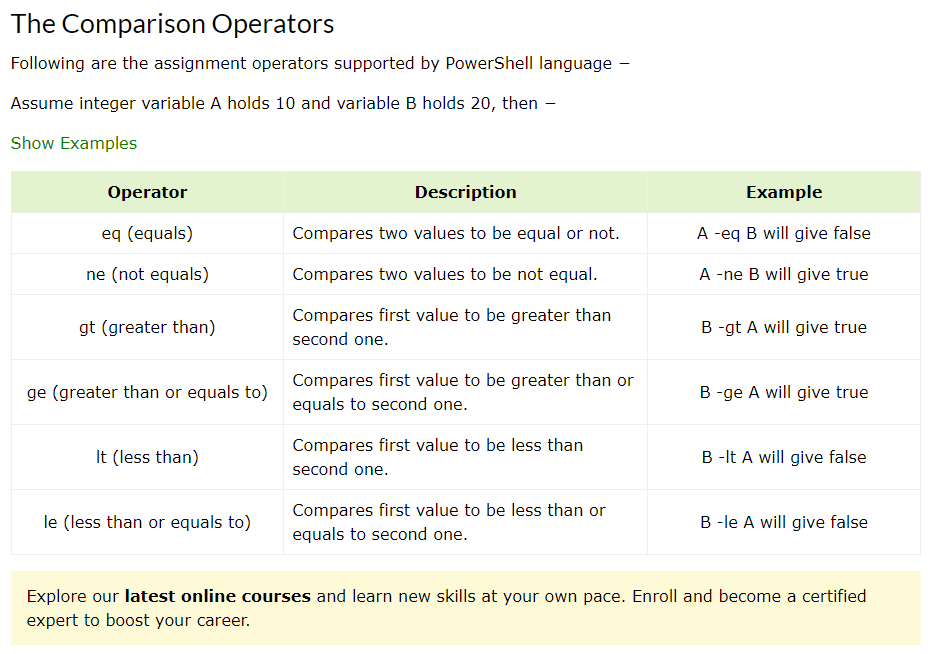 The Comparison Operators
Following are the assignment operators supported by PowerShell language −
Assume integer variable A holds 10 and variable B holds 20, then −
Show Examples
Operator Description Example
eq (equals) Compares two values to be equal or not. A -eq B will give false
ne (not equals) Compares two values to be not equal. A -ne B will give true
gt (greater than) Compares first value to be greater than
second one. B -gt A will give true
ge (greater than or equals to) Compares first value to be greater than or
equals to second one. B -ge A will give true
lt (less than) Compares first value to be less than
second one. B -lt A will give false
le (less than or equals to) Compares first value to be less than or
equals to second one. B -le A will give false
Explore our latest online courses and learn new skills at your own pace. Enroll and become a certified
expert to boost your career.